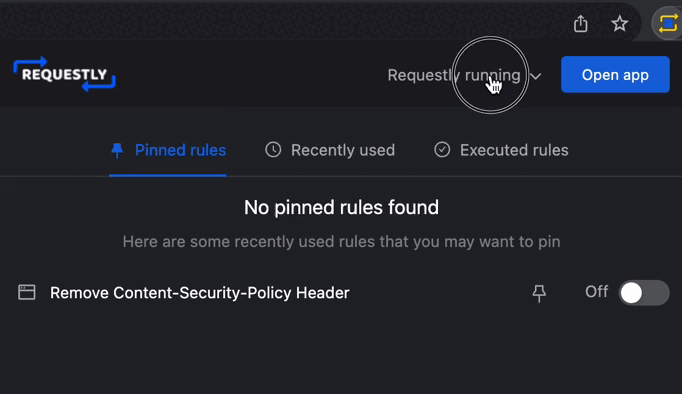 REQUESTLY
Requestly running
Open app
Pinned rules
Recently used
Executed rules
No pinned rules found
Here are some recently used rules that you may want to pin
Remove Content-Security-Policy Header
Off